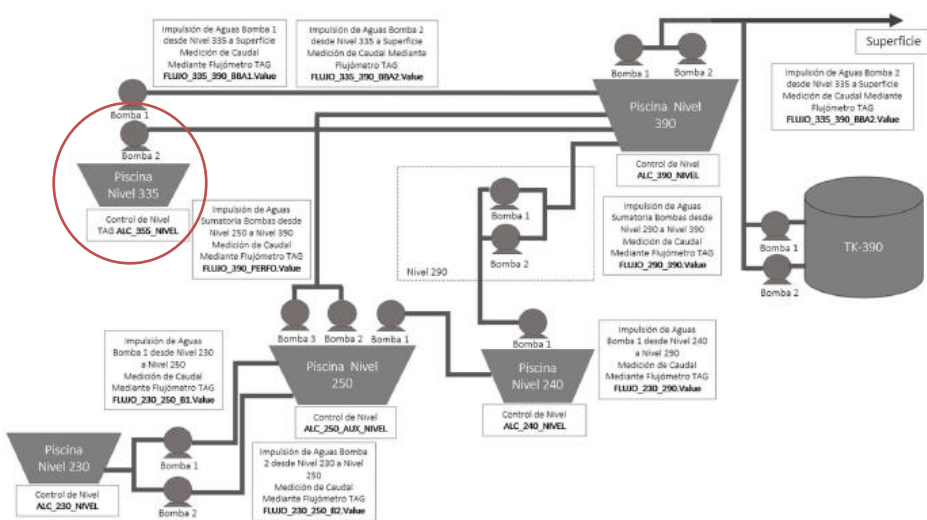 Impulsión de Aguas Bomba 1
desde Nivel 335 a Superficie
Medición de Caudal
Mediante Flujómetro TAG
FLUJO_335_390_BBA1.Value
Impulsión de Aguas Bomba 2
desde Nivel 335 a Superficie
Medición de Caudal Mediante
Flujómetro TAG
FLUJO_335_390_BBA2.Value
Bomba 1
Bomba 2
Superficie
Impulsión de Aguas Bomba 2
desde Nivel 335 a Superficie
Medición de Caudal Mediante
Flujómetro TAG
FLUJO_335_390_BBA2.Value
Piscina Nivel
390
Control de Nivel
ALC_390_NIVEL
Bomba 1
Bomba 2
Piscina
Nivel 335
Control de Nivel
TAG ALC_355_NIVEL
Impulsión de Aguas
Sumatoria Bombas desde
Nivel 250 a Nivel 390
Medición de Caudal
Mediante Flujómetro TAG
FLUJO_390_PERFO.Value
Bomba 1
Bomba 2
Nivel 290
Impulsión de Aguas
Sumatoria Bombas desde
Nivel 290 a Nivel 390
Medición de Caudal
Mediante Flujómetro TAG
FLUJO_290_390.Value
Bomba 1
Bomba 2
TK-390
Bomba 3
Bomba 2
Bomba 1
Piscina Nivel
250
Control de Nivel
ALC_250_AUX_NIVEL
Bomba 1
Piscina
Nivel 240
Control de Nivel
ALC_240_NIVEL
Impulsión de Aguas
Bomba 1 desde Nivel 240
a Nivel 290
Medición de Caudal
Mediante Flujómetro TAG
FLUJO_230_290.Value
Impulsión de Aguas
Bomba 1 desde Nivel 230
a Nivel 250
Medición de Caudal
Mediante Flujómetro TAG
FLUJO_230_250_B1.Value
Piscina
Nivel 230
Control de Nivel
ALC_230_NIVEL
Bomba 1
Bomba 2
Impulsión de Aguas Bomba
2 desde Nivel 230 a Nivel
250
Medición de Caudal
Mediante Flujómetro TAG
FLUJO_230_250_B2.Value